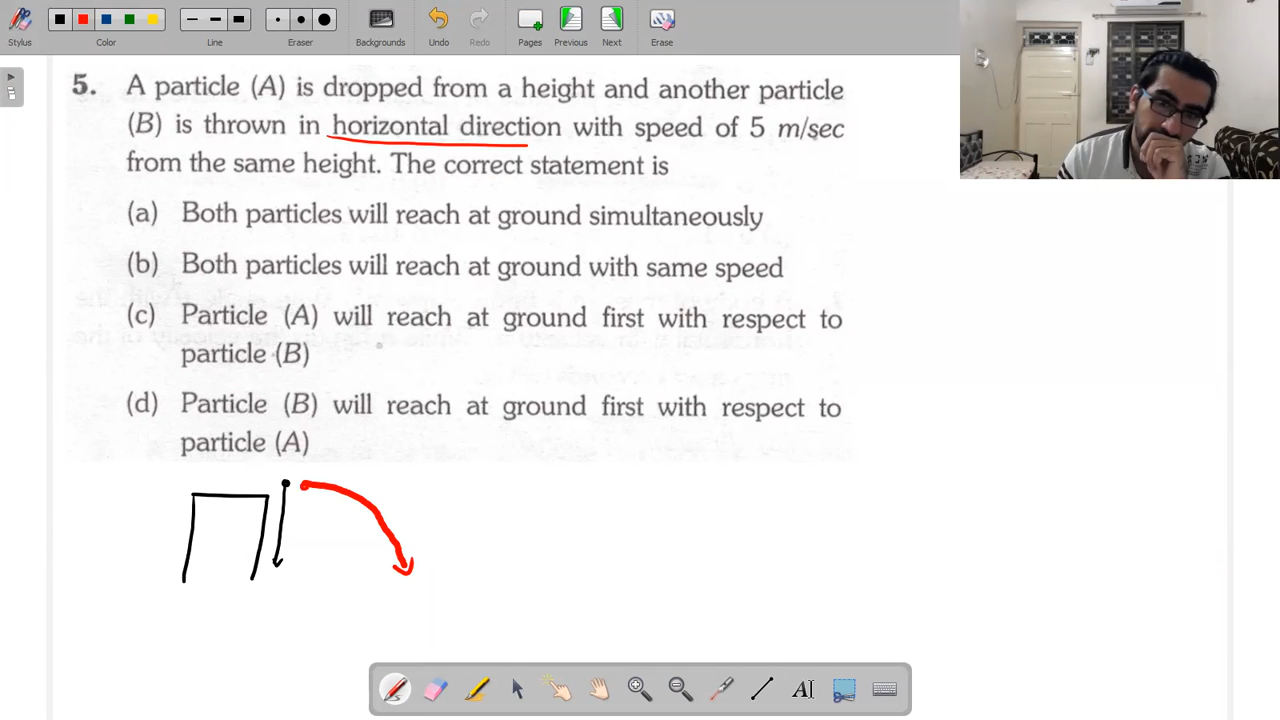 Stylus
Color
Line
Eraser
Backgrounds
Undo
Redo
Pages
Previous
Next
Erase
5. A particle (A) is dropped from a height and another particle
(B) is thrown in horizontal direction with speed of 5 m/sec
from the same height. The correct statement is
(a) Both particles will reach at ground simultaneously
(b) Both particles will reach at ground with same speed
(c) Particle (A) will reach at ground first with respect to
particle (B)
(d) Particle (B) will reach at ground first with respect to
particle (A)